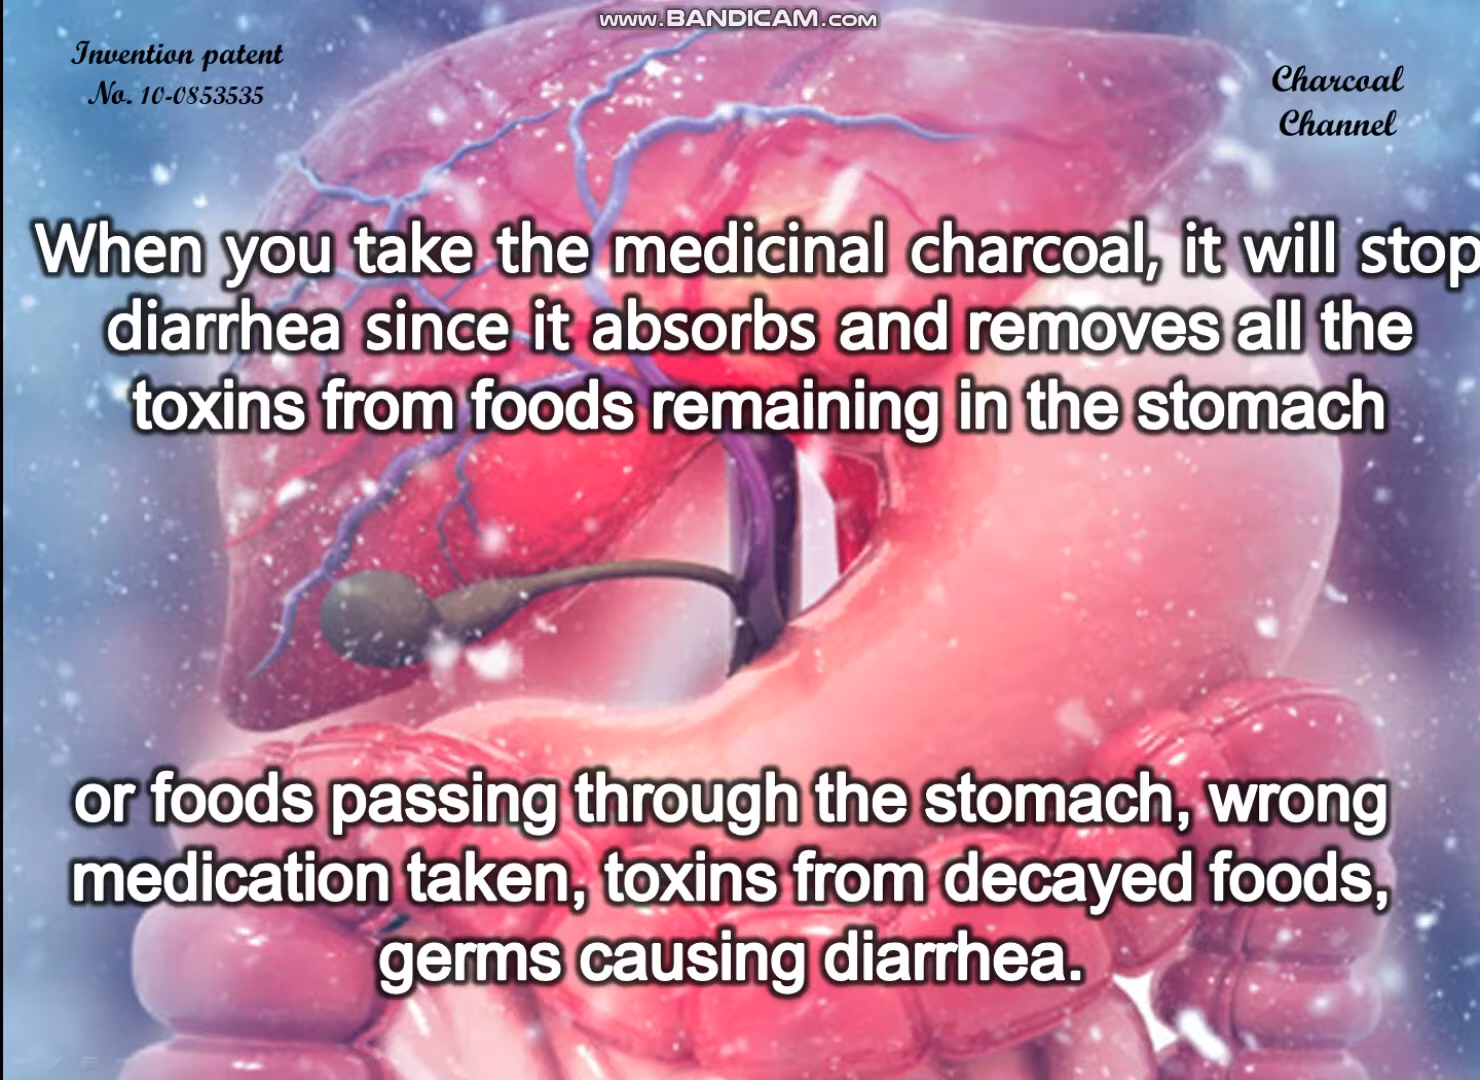 www.BANDICAM.com
Invention patent
No. 10-0853535
Charcoal
Channel
When you take the medicinal charcoal, it will stop
diarrhea since it absorbs and removes all the
toxins from foods remaining in the stomach
or foods passing through the stomach, wrong
medication taken, toxins from decayed foods,
germs causing diarrhea.